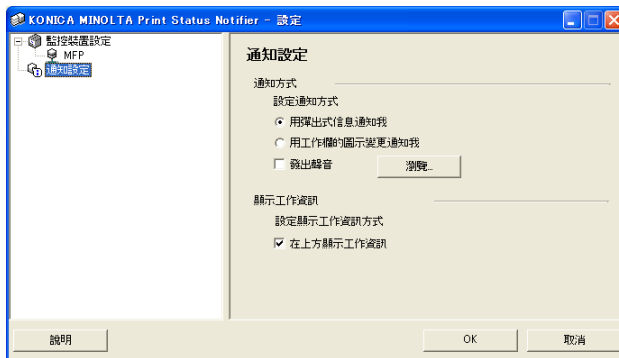 KONICA MINOLTA Print Status Notifier - 設定
監控裝置設定
MFP
通知設定
通知設定
通知方式
設定通知方式
用彈出式信息通知我
用工作欄的圖示變更通知我
發出聲音
瀏覽...
顯示工作資訊
設定顯示工作資訊方式
在上方顯示工作資訊
說明
OK
取消